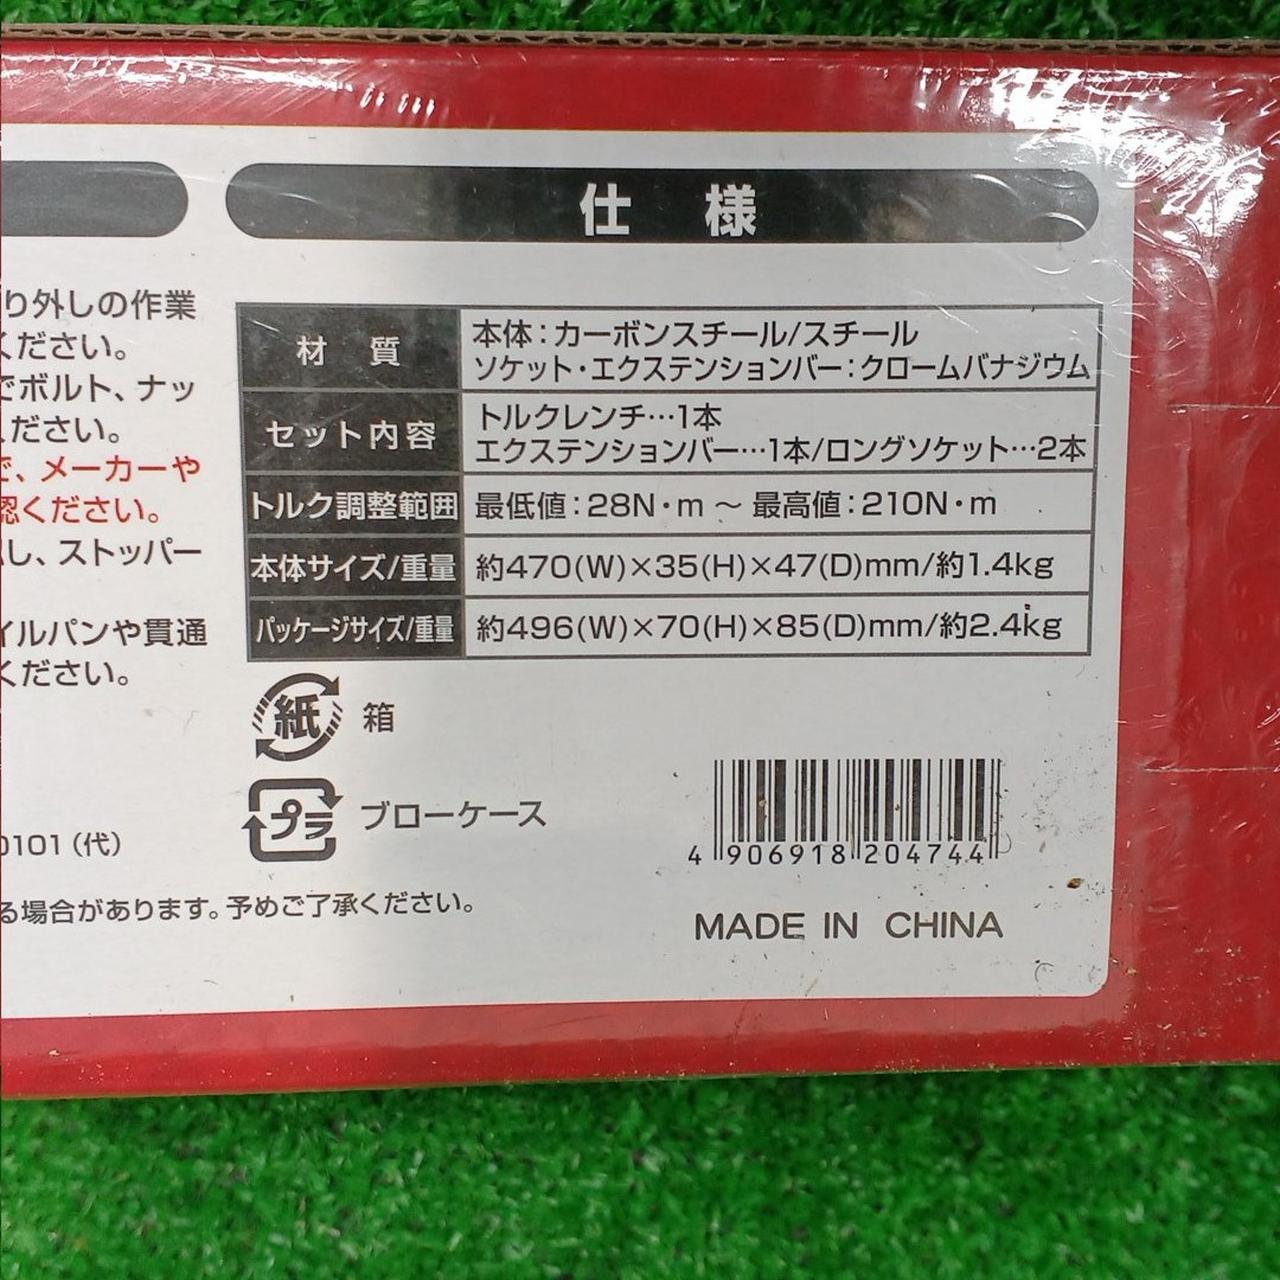 り外しの作業
ください。
でボルト、ナッ
ください。
で、メーカーや
認ください。
し、ストッパー
イルパンや貫通
ください。
0101（代）
る場合があります。予めご了承ください。
仕 様
材 質
本体：カーボンスチール/スチール
ソケット・エクステンションバー：クロームバナジウム
セット内容
トルクレンチ…1本
エクステンションバー…1本/ロングソケット…2本
トルク調整範囲
最低値：28N・m ～ 最高値：210N・m
本体サイズ/重量
約470(W)×35(H)×47(D)mm/約1.4kg
パッケージサイズ/重量
約496(W)×70(H)×85(D)mm/約2.4kg
紙 箱
プラ ブローケース
4 906918 204744
MADE IN CHINA